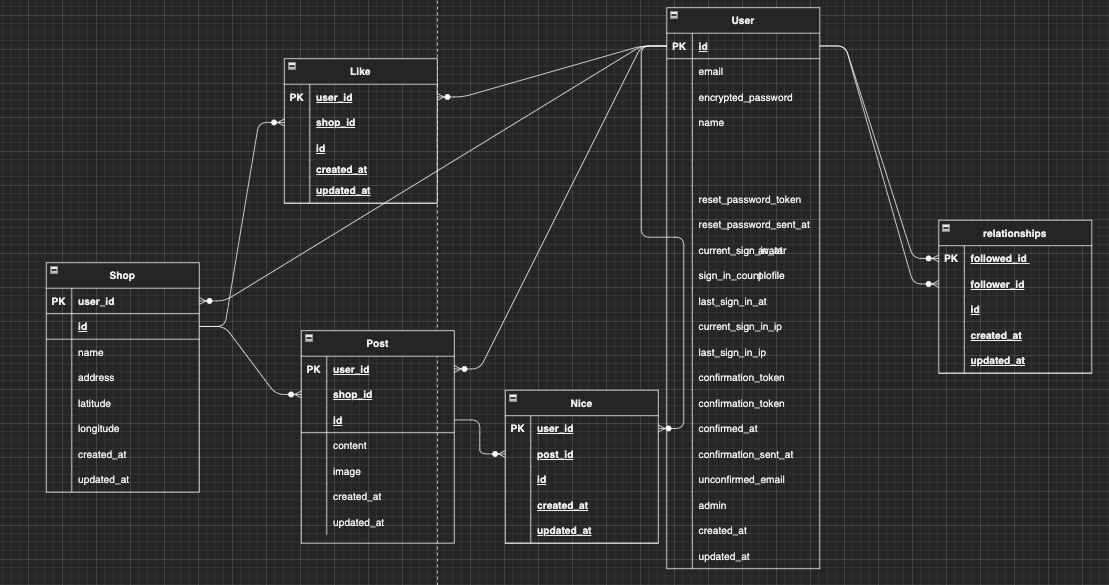 User
PK id
email
encrypted_password
name
reset_password_token
reset_password_sent_at
current_sign_in_at
avatar
sign_in_count
plofile
last_sign_in_at
current_sign_in_ip
last_sign_in_ip
confirmation_token
confirmation_token
confirmed_at
confirmation_sent_at
unconfirmed_email
admin
created_at
updated_at
Like
PK user_id
shop_id
id
created_at
updated_at
relationships
PK followed_id
follower_id
id
created_at
updated_at
Shop
PK user_id
id
name
address
latitude
longitude
created_at
updated_at
Post
PK user_id
shop_id
id
content
image
created_at
updated_at
Nice
PK user_id
post_id
id
created_at
updated_at